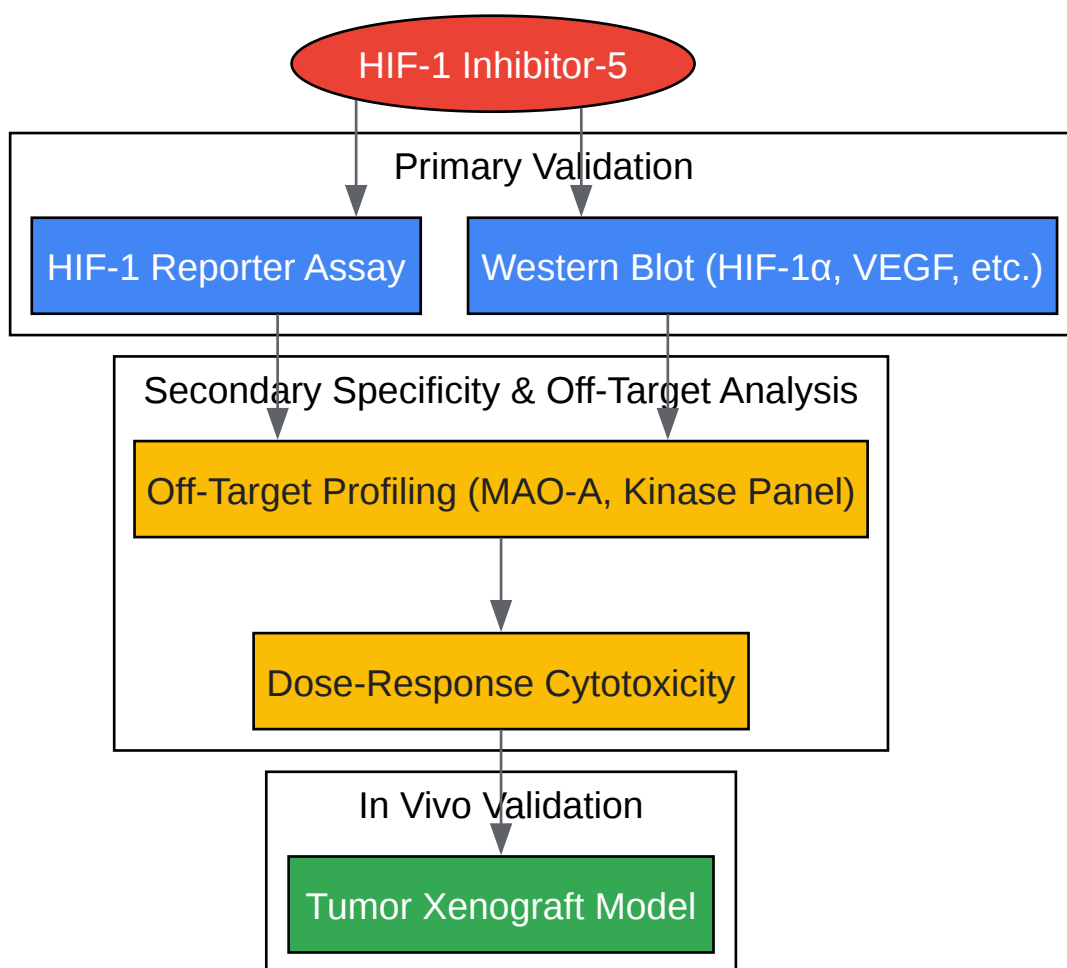 HIF-1 Inhibitor-5
Primary Validation
HIF-1 Reporter Assay
Western Blot (HIF-1α, VEGF, etc.)
Secondary Specificity & Off-Target Analysis
Off-Target Profiling (MAO-A, Kinase Panel)
Dose-Response Cytotoxicity
In Vivo Validation
Tumor Xenograft Model